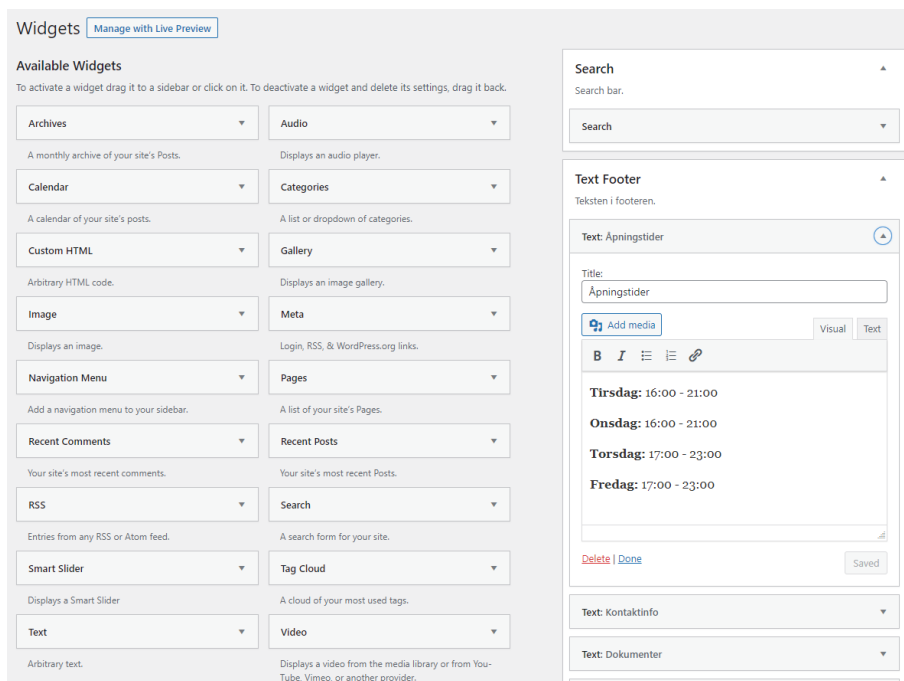 Widgets Manage with Live Preview
Available Widgets
To activate a widget drag it to a sidebar or click on it. To deactivate a widget and delete its settings, drag it back.
Archives
A monthly archive of your site's Posts.
Audio
Displays an audio player.
Calendar
A calendar of your site's posts.
Categories
A list or dropdown of categories.
Custom HTML
Arbitrary HTML code.
Gallery
Displays an image gallery.
Image
Displays an image.
Meta
Login, RSS, & WordPress.org links.
Navigation Menu
Add a navigation menu to your sidebar.
Pages
A list of your site's Pages.
Recent Comments
Your site's most recent comments.
Recent Posts
Your site's most recent Posts.
RSS
Entries from any RSS or Atom feed.
Search
A search form for your site.
Smart Slider
Displays a Smart Slider
Tag Cloud
A cloud of your most used tags.
Text
Arbitrary text.
Video
Displays a video from the media library or from You-
Tube, Vimeo, or another provider.
Search
Search bar.
Search
Text Footer
Teksten i footeren.
Text: Åpningstider
Title:
Åpningstider
Add media
Visual Text
B I
Tirsdag: 16:00 - 21:00
Onsdag: 16:00 - 21:00
Torsdag: 17:00 - 23:00
Fredag: 17:00 - 23:00
Delete | Done
Saved
Text: Kontaktinfo
Text: Dokumenter